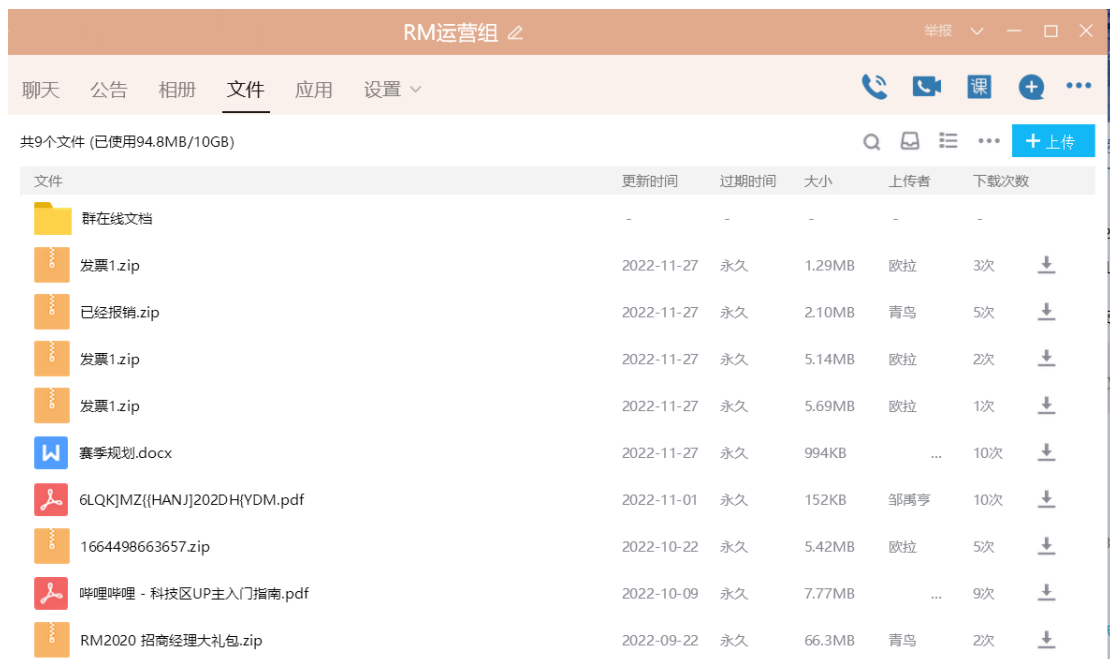 RM运营组 举报
聊天 公告 相册 文件 应用 设置 课
共9个文件 (已使用94.8MB/10GB) 上传
文件 更新时间 过期时间 大小 上传者 下载次数
群在线文档 - - - - -
发票1.zip 2022-11-27 永久 1.29MB 欧拉 3次
已经报销.zip 2022-11-27 永久 2.10MB 青鸟 5次
发票1.zip 2022-11-27 永久 5.14MB 欧拉 2次
发票1.zip 2022-11-27 永久 5.69MB 欧拉 1次
赛季规划.docx 2022-11-27 永久 994KB ... 10次
6LQK]MZ{{HANJ]202DH{YDM.pdf 2022-11-01 永久 152KB 邹禹亨 10次
1664498663657.zip 2022-10-22 永久 5.42MB 欧拉 5次
哔哩哔哩 - 科技区UP主入门指南.pdf 2022-10-09 永久 7.77MB ... 9次
RM2020 招商经理大礼包.zip 2022-09-22 永久 66.3MB 青鸟 2次